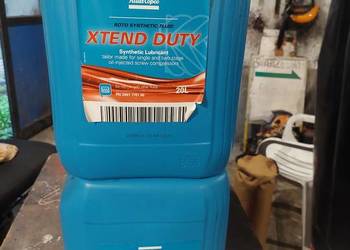 Atlas Copco
ROTO SYNTHETIC FLUID
XTEND DUTY
Synthetic Lubricant
tailor made for single and two stage
oil-injected screw compressors
20L